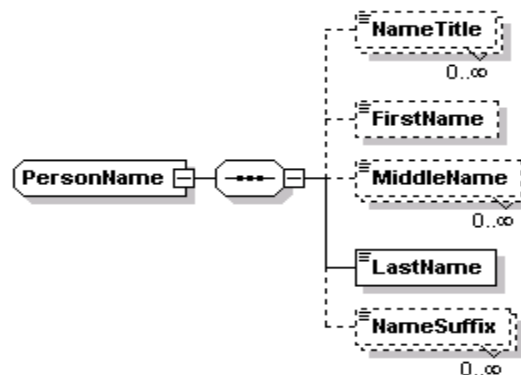 NameTitle
0..∞
FirstName
PersonName
MiddleName
0..∞
LastName
NameSuffix
0..∞